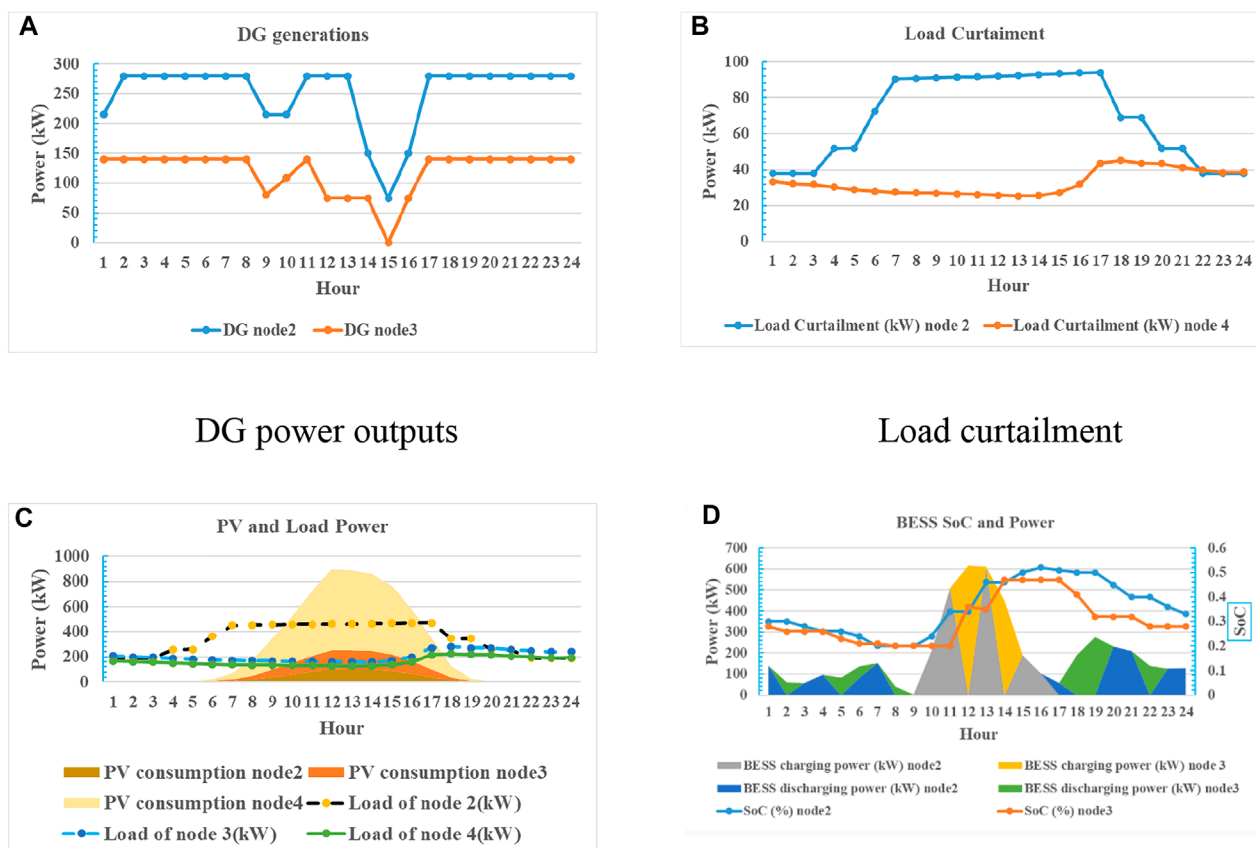 A
DG generations
Power (kW)
300
250
200
150
100
50
0
1 2 3 4 5 6 7 8 9 10 11 12 13 14 15 16 17 18 19 20 21 22 23 24
Hour
DG node2 DG node3
B
Load Curtaiment
Power (kW)
100
80
60
40
20
0
1 2 3 4 5 6 7 8 9 10 11 12 13 14 15 16 17 18 19 20 21 22 23 24
Hour
Load Curtailment (kW) node 2 Load Curtailment (kW) node 4
DG power outputs
Load curtailment
C
PV and Load Power
Power (kW)
1000
800
600
400
200
0
1 2 3 4 5 6 7 8 9 10 11 12 13 14 15 16 17 18 19 20 21 22 23 24
Hour
PV consumption node2 PV consumption node3
PV consumption node4 Load of node 2(kW)
Load of node 3(kW) Load of node 4(kW)
D
BESS SoC and Power
Power (kW)
700
600
500
400
300
200
100
0
0.6
0.5
0.4
0.3
0.2
0.1
0
SoC
1 2 3 4 5 6 7 8 9 10 11 12 13 14 15 16 17 18 19 20 21 22 23 24
Hour
BESS charging power (kW) node2 BESS charging power (kW) node 3
BESS discharging power (kW) node2 BESS discharging power (kW) node3
SoC (%) node2 SoC (%) node3